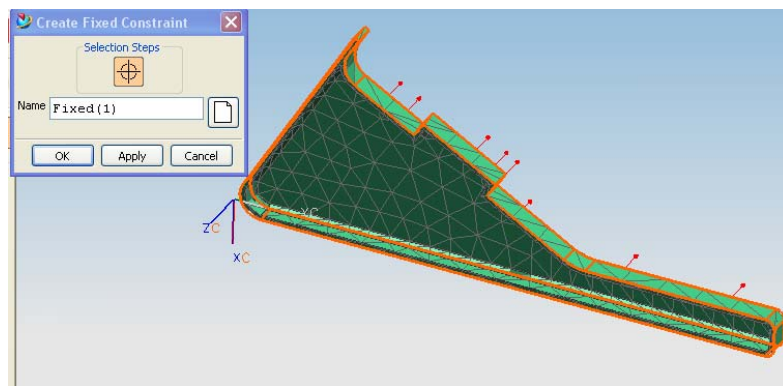 Create Fixed Constraint
Selection Steps
Name Fixed(1)
OK Apply Cancel
XC
ZC
XC